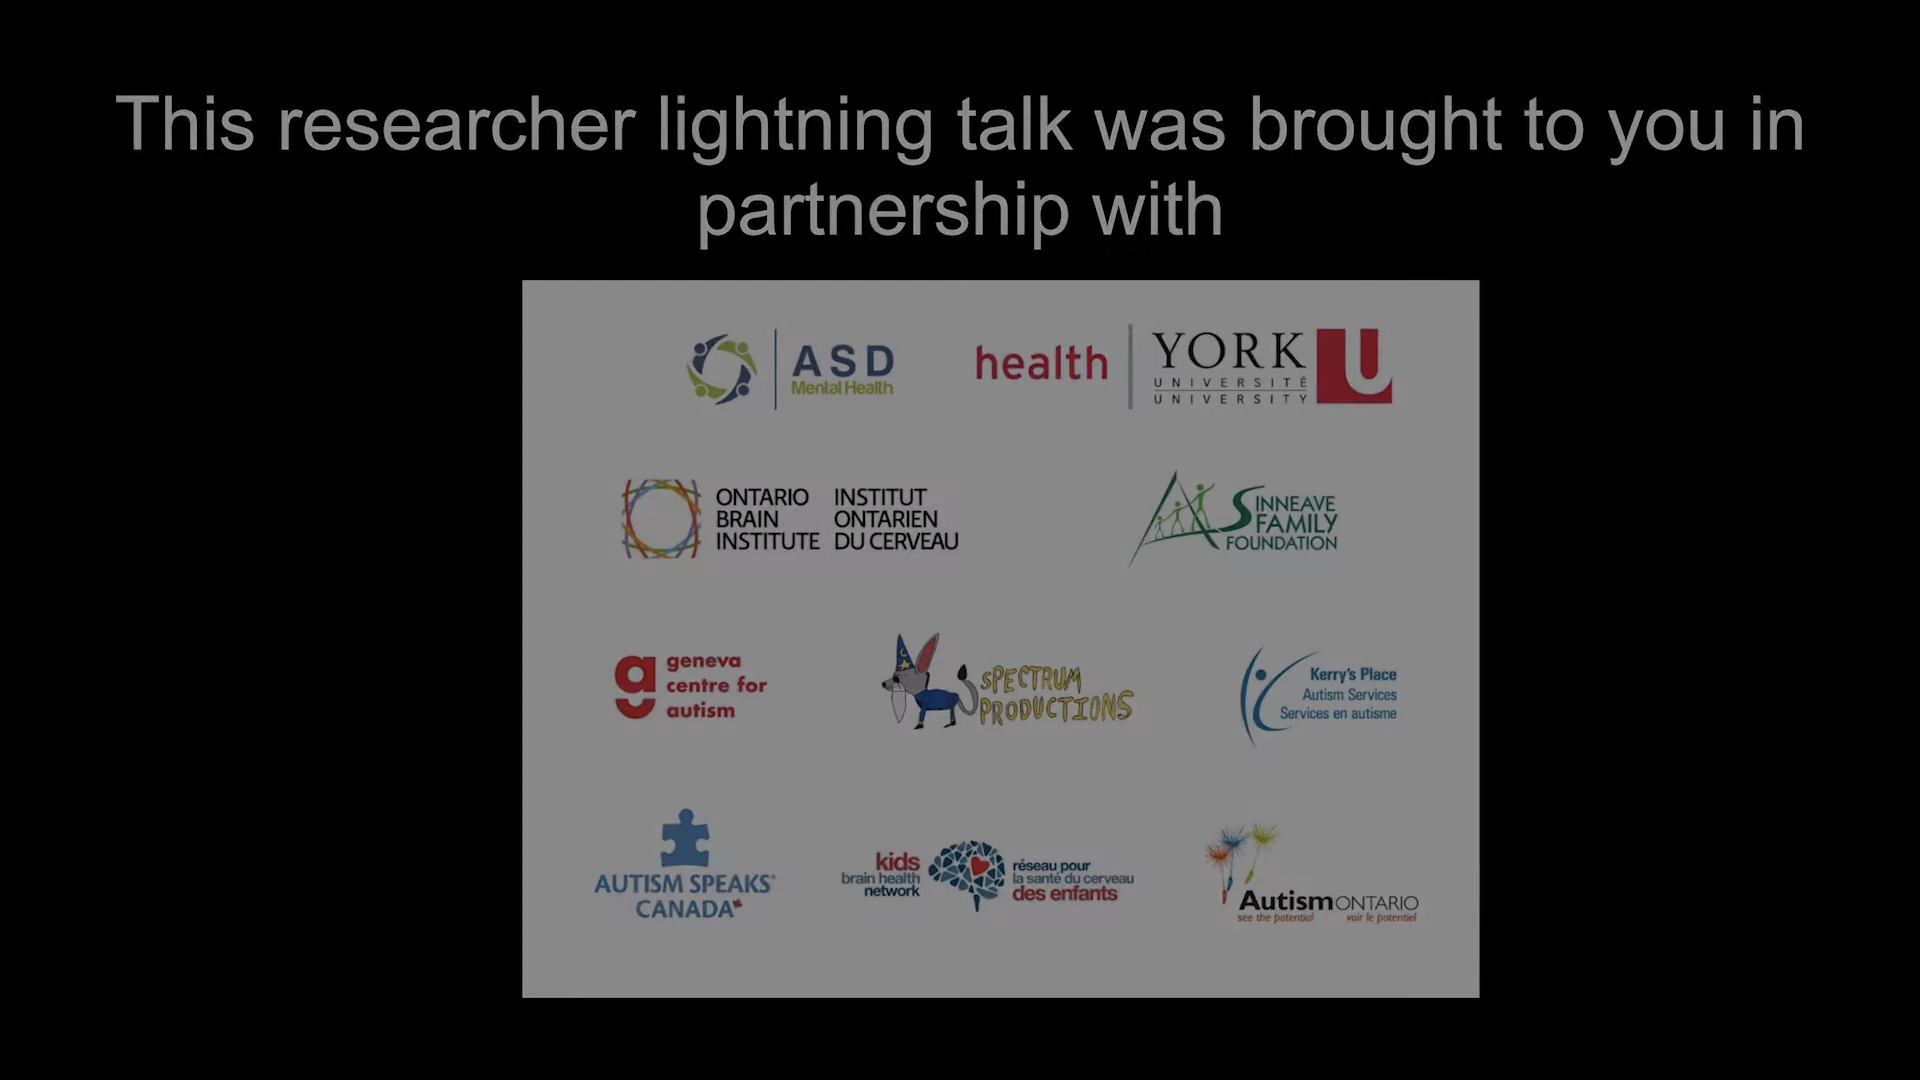 This researcher lightning talk was brought to you in
partnership with
ASD
Mental Health
health
YORK
UNIVERSITÉ
UNIVERSITY
U
ONTARIO
BRAIN
INSTITUTE
INSTITUT
ONTARIEN
DU CERVEAU
SINNEAVE
FAMILY
FOUNDATION
geneva
centre for
autism
SPECTRUM
PRODUCTIONS
Kerry's Place
Autism Services
Services en autisme
AUTISM SPEAKS®
CANADA
kids
brain health
network
réseau pour
la santé du cerveau
des enfants
Autism ONTARIO
see the potential voir le potentiel